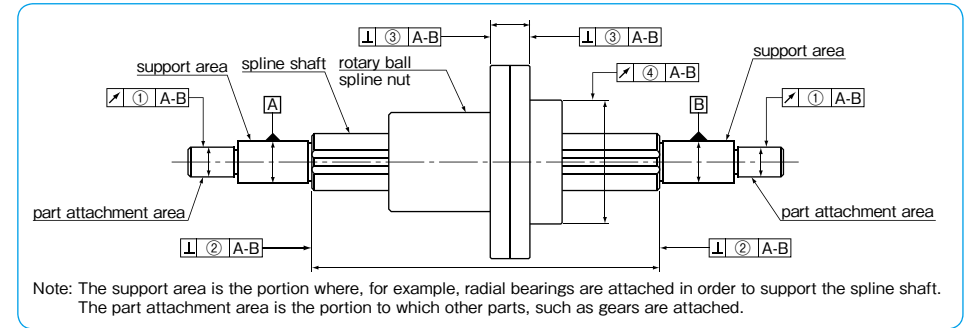 ⊥ ③ A-B
⊥ ③ A-B
support area
spline shaft
rotary ball
spline nut
support area
↗ ① A-B
A
↗ ④ A-B
B
↗ ① A-B
part attachment area
part attachment area
⊥ ② A-B
⊥ ② A-B
Note: The support area is the portion where, for example, radial bearings are attached in order to support the spline shaft.
The part attachment area is the portion to which other parts, such as gears are attached.